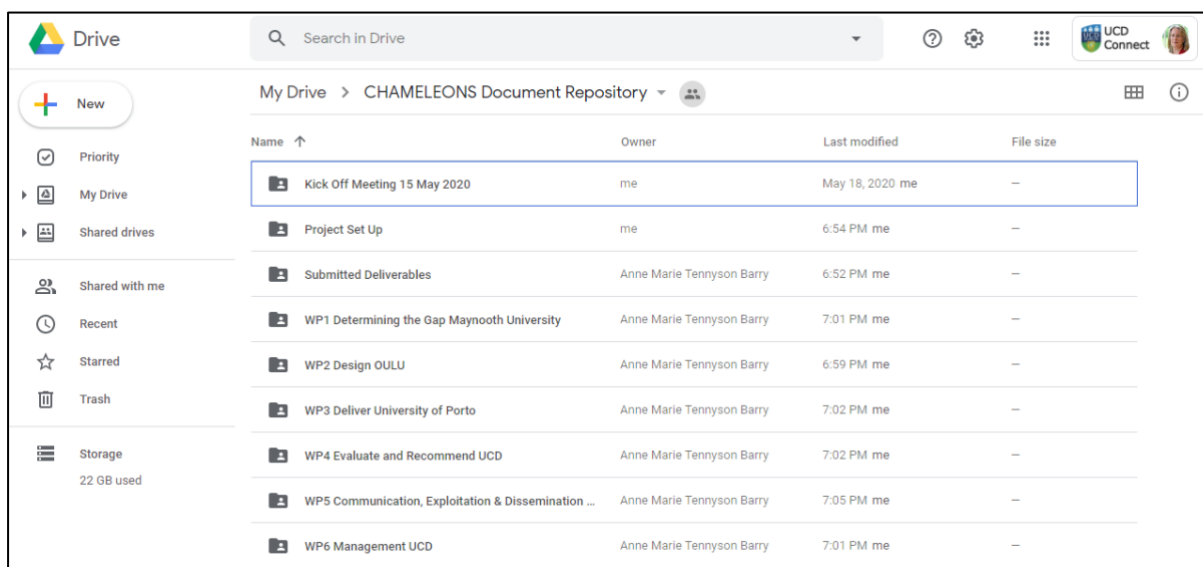 Drive
Search in Drive
UCD
Connect
New
My Drive > CHAMELEONS Document Repository
Name Owner Last modified File size
Priority
My Drive
Shared drives
Shared with me
Recent
Starred
Trash
Storage
22 GB used
Kick Off Meeting 15 May 2020 me May 18, 2020 me –
Project Set Up me 6:54 PM me –
Submitted Deliverables Anne Marie Tennyson Barry 6:52 PM me –
WP1 Determining the Gap Maynooth University Anne Marie Tennyson Barry 7:01 PM me –
WP2 Design OULU Anne Marie Tennyson Barry 6:59 PM me –
WP3 Deliver University of Porto Anne Marie Tennyson Barry 7:02 PM me –
WP4 Evaluate and Recommend UCD Anne Marie Tennyson Barry 7:02 PM me –
WP5 Communication, Exploitation & Dissemination ... Anne Marie Tennyson Barry 7:05 PM me –
WP6 Management UCD Anne Marie Tennyson Barry 7:01 PM me –